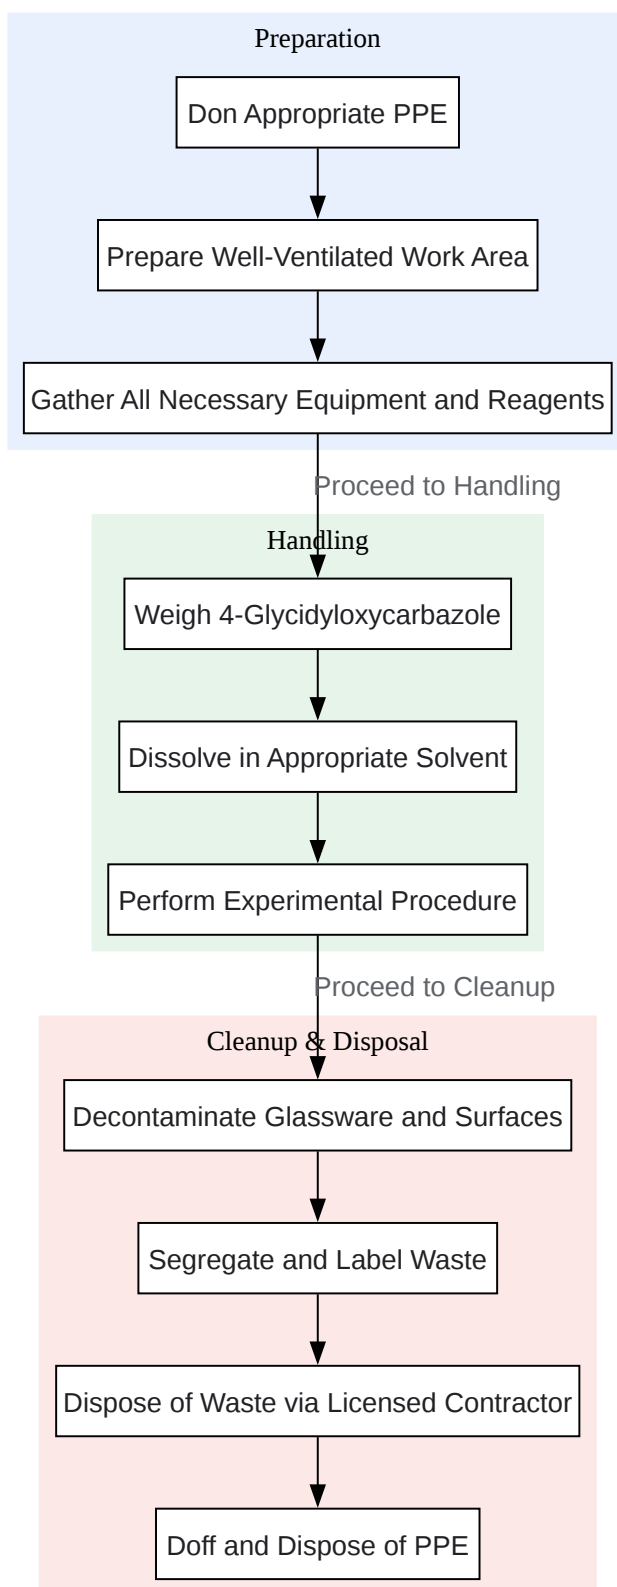 Preparation
Don Appropriate PPE
Prepare Well-Ventilated Work Area
Gather All Necessary Equipment and Reagents
Proceed to Handling
Handling
Weigh 4-Glycidyloxycarbazole
Dissolve in Appropriate Solvent
Perform Experimental Procedure
Proceed to Cleanup
Cleanup & Disposal
Decontaminate Glassware and Surfaces
Segregate and Label Waste
Dispose of Waste via Licensed Contractor
Doff and Dispose of PPE